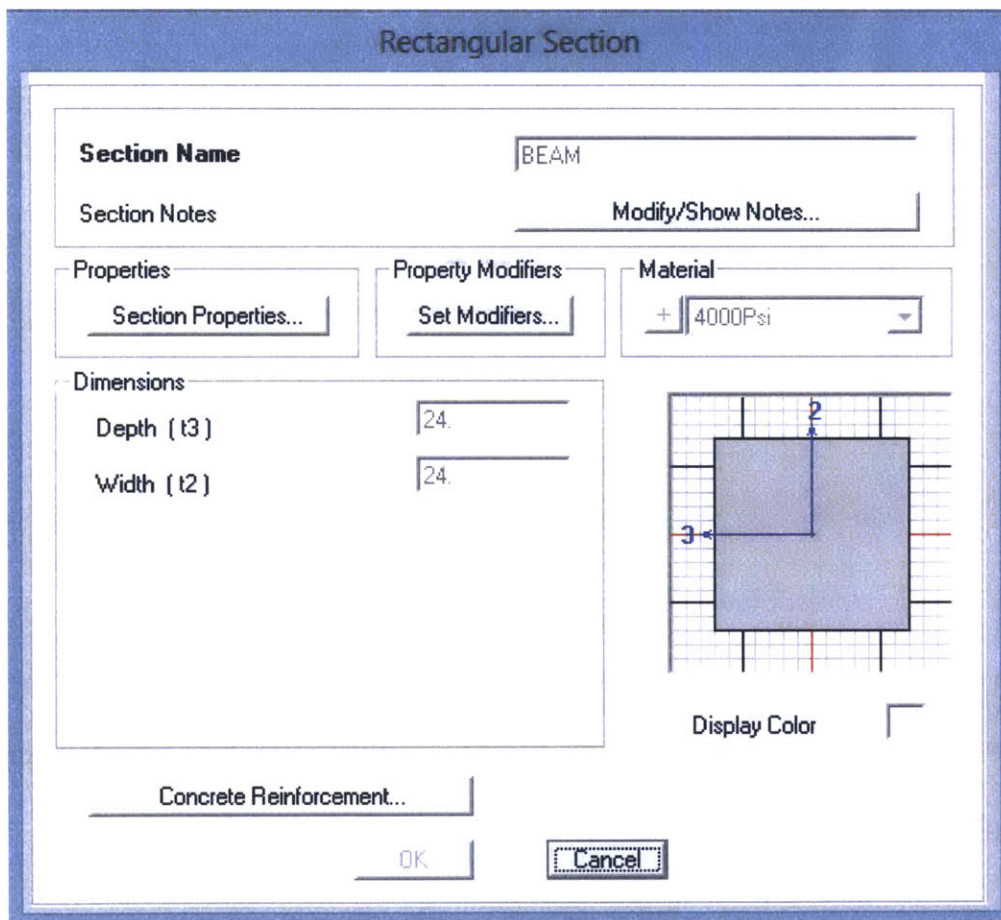 Rectangular Section
Section Name
BEAM
Section Notes
Modify/Show Notes...
Properties
Property Modifiers
Material
Section Properties...
Set Modifiers...
+
4000Psi
Dimensions
Depth ( t3 )
24.
Width ( t2 )
24.
2
3
Display Color
Concrete Reinforcement...
OK
Cancel